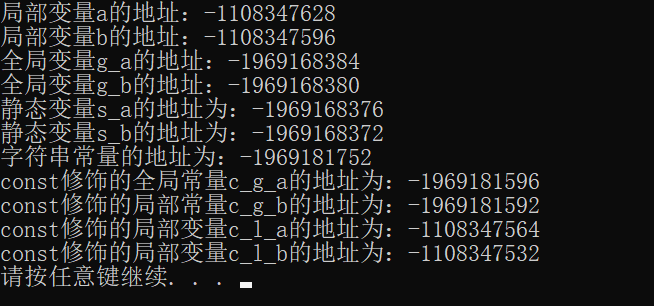 局部变量a的地址：-1108347628
局部变量b的地址：-1108347596
全局变量g_a的地址：-1969168384
全局变量g_b的地址：-1969168380
静态变量s_a的地址为：-1969168376
静态变量s_b的地址为：-1969168372
字符串常量的地址为：-1969181752
const修饰的全局常量c_g_a的地址为：-1969181596
const修饰的局部常量c_g_b的地址为：-1969181592
const修饰的局部变量c_l_a的地址为：-1108347564
const修饰的局部变量c_l_b的地址为：-1108347532
请按任意键继续. . .